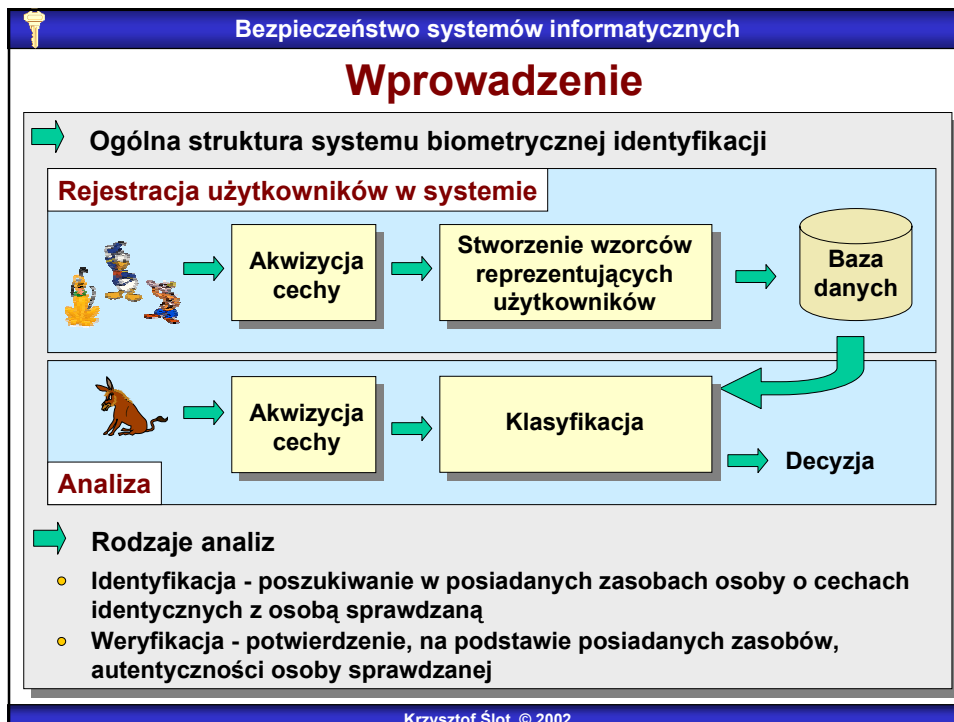 Bezpieczeństwo systemów informatycznych
Wprowadzenie
Ogólna struktura systemu biometrycznej identyfikacji
Rejestracja użytkowników w systemie
Akwizycja
cechy
Stworzenie wzorców
reprezentujących
użytkowników
Baza
danych
Akwizycja
cechy
Klasyfikacja
Decyzja
Analiza
Rodzaje analiz
Identyfikacja - poszukiwanie w posiadanych zasobach osoby o cechach
identycznych z osobą sprawdzaną
Weryfikacja - potwierdzenie, na podstawie posiadanych zasobów,
autentyczności osoby sprawdzanej
Krzysztof Ślot, © 2002